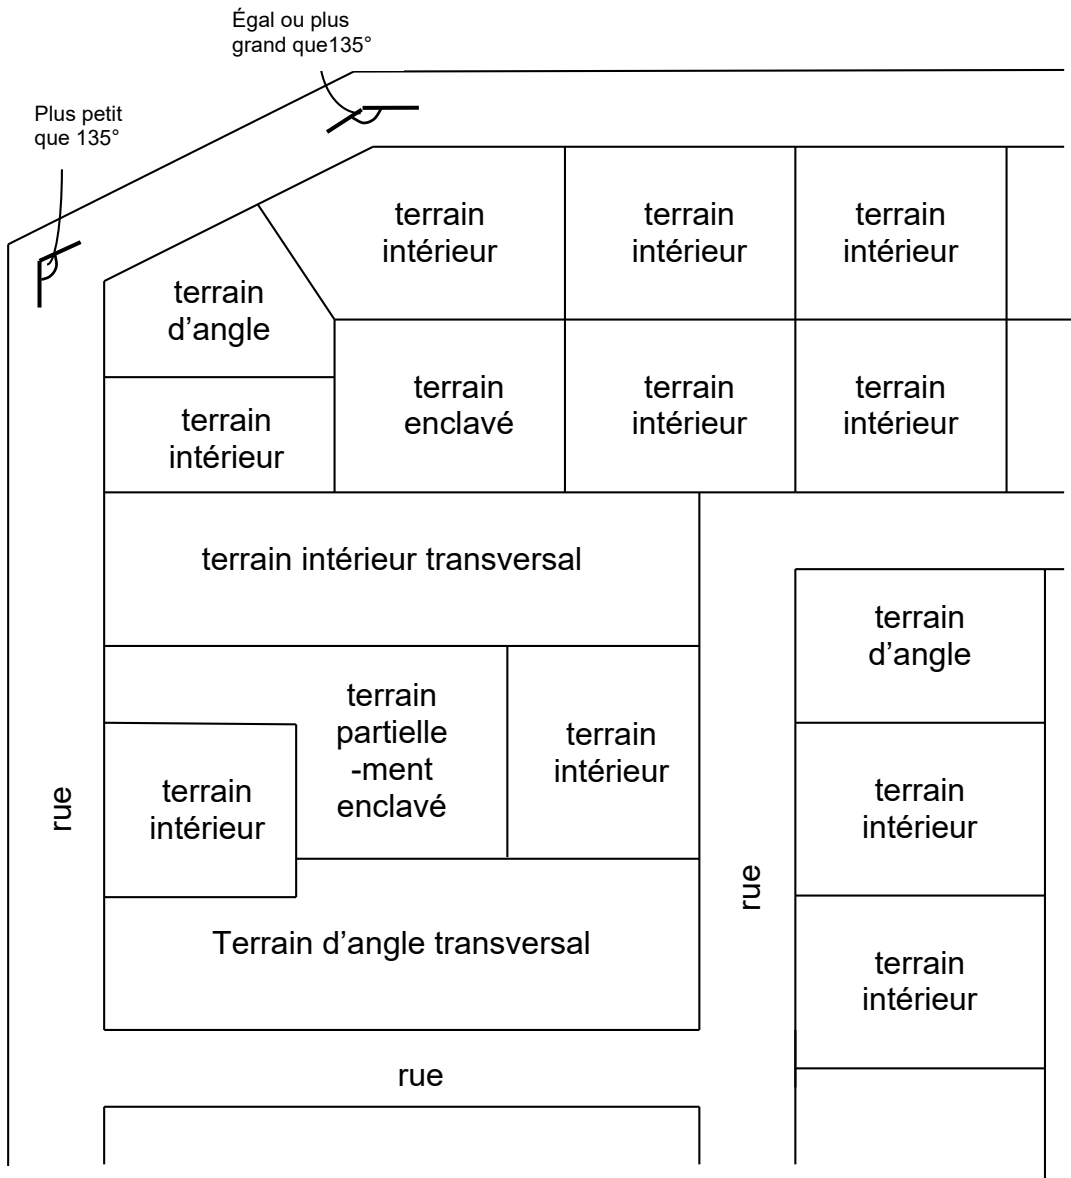 Égal ou plus
grand que135°
Plus petit
que 135°
terrain
intérieur
terrain
intérieur
terrain
intérieur
terrain
d’angle
terrain
enclavé
terrain
intérieur
terrain
intérieur
terrain
intérieur
terrain intérieur transversal
terrain
d’angle
terrain
partielle
-ment
enclavé
terrain
intérieur
terrain
intérieur
terrain
intérieur
rue
rue
Terrain d’angle transversal
terrain
intérieur
rue